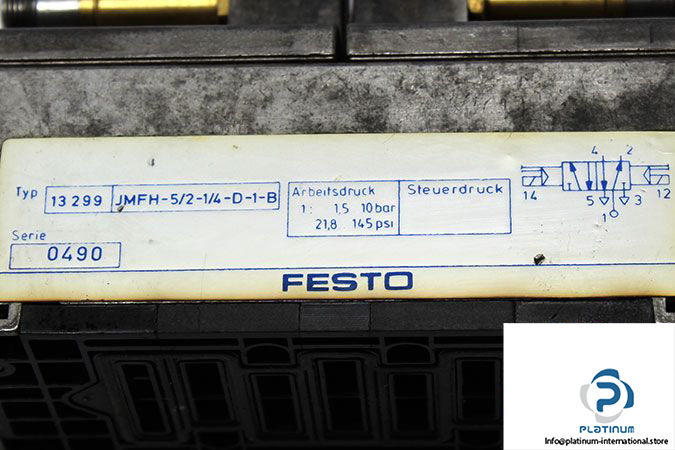 Typ 13 299 JMFH-5/2-1/4-D-1-B
Serie
0490
Arbeitsdruck
1: 1,5 10 bar
21,8 145 psi
Steuerdruck
4 2
14 5 3 12
1
FESTO
PLATINUM
info@platinum-international.store